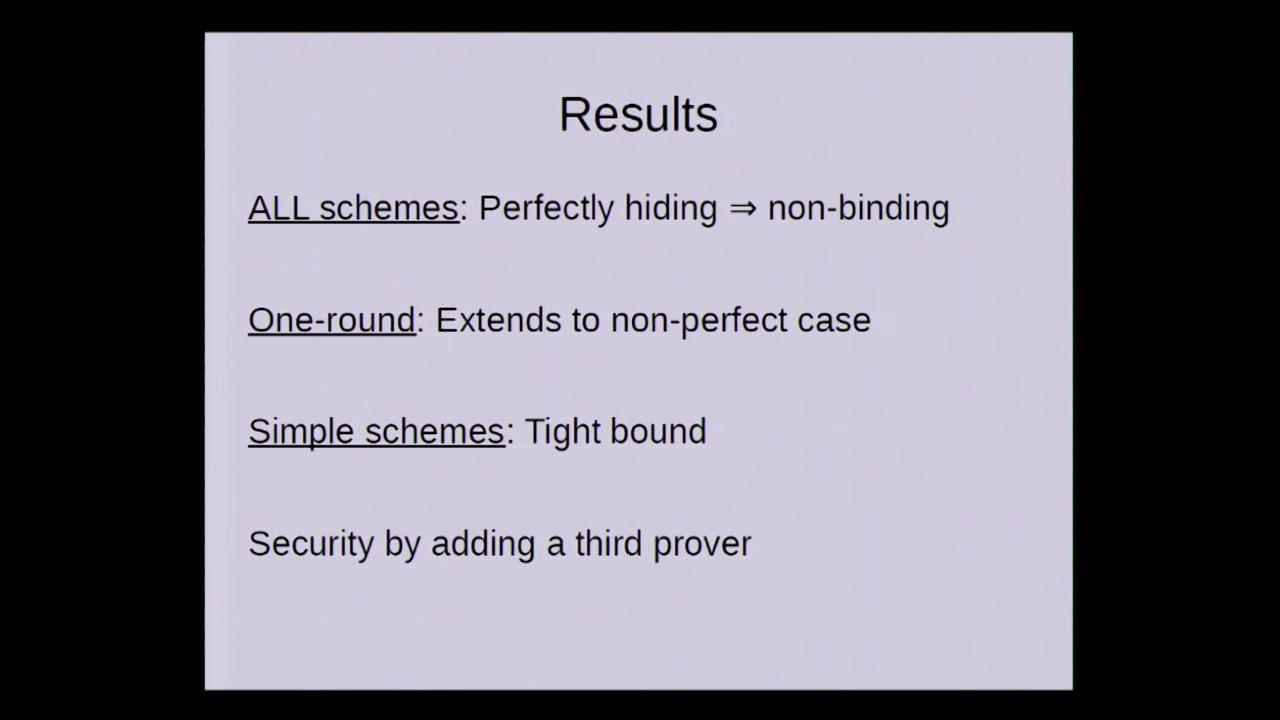 Results
ALL schemes: Perfectly hiding ⇒ non-binding
One-round: Extends to non-perfect case
Simple schemes: Tight bound
Security by adding a third prover